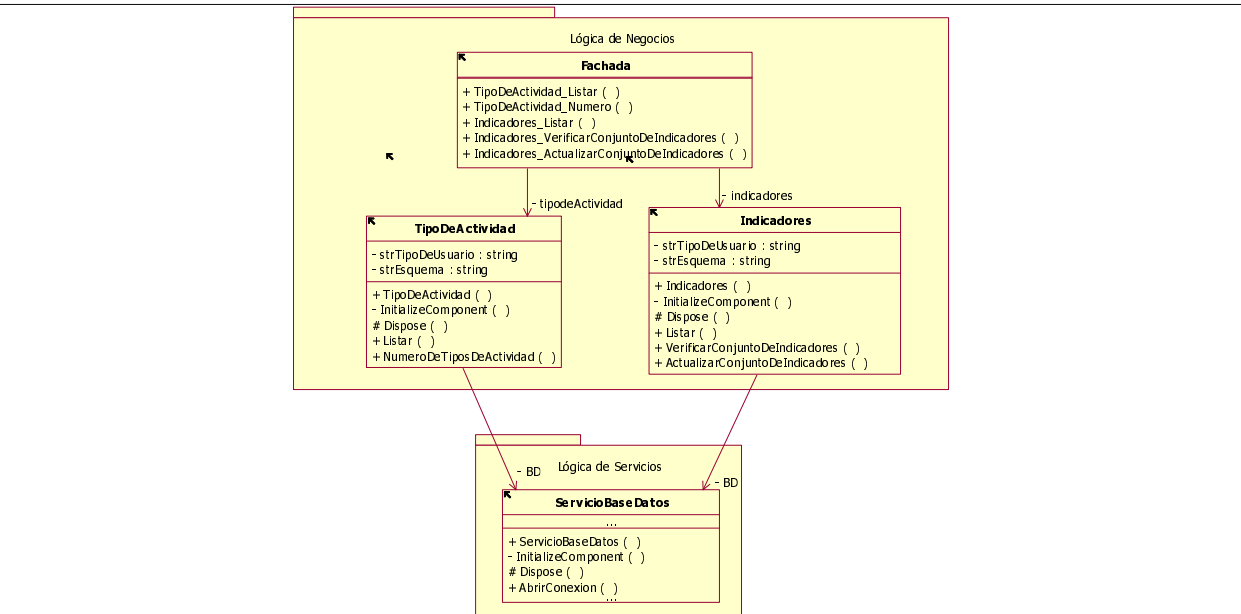 Lógica de Negocios
Fachada
+ TipoDeActividad_Listar ( )
+ TipoDeActividad_Numero ( )
+ Indicadores_Listar ( )
+ Indicadores_VerificarConjuntoDeIndicadores ( )
+ Indicadores_ActualizarConjuntoDeIndicadores ( )
- tipodeActividad
- indicadores
TipoDeActividad
- strTipoDeUsuario : string
- strEsquema : string
+ TipoDeActividad ( )
- InitializeComponent ( )
# Dispose ( )
+ Listar ( )
+ NumeroDeTiposDeActividad ( )
Indicadores
- strTipoDeUsuario : string
- strEsquema : string
+ Indicadores ( )
- InitializeComponent ( )
# Dispose ( )
+ Listar ( )
+ VerificarConjuntoDeIndicadores ( )
+ ActualizarConjuntoDeIndicadores ( )
- BD
Lógica de Servicios
- BD
ServicioBaseDatos
...
+ ServicioBaseDatos ( )
- InitializeComponent ( )
# Dispose ( )
+ AbrirConexion ( )
...